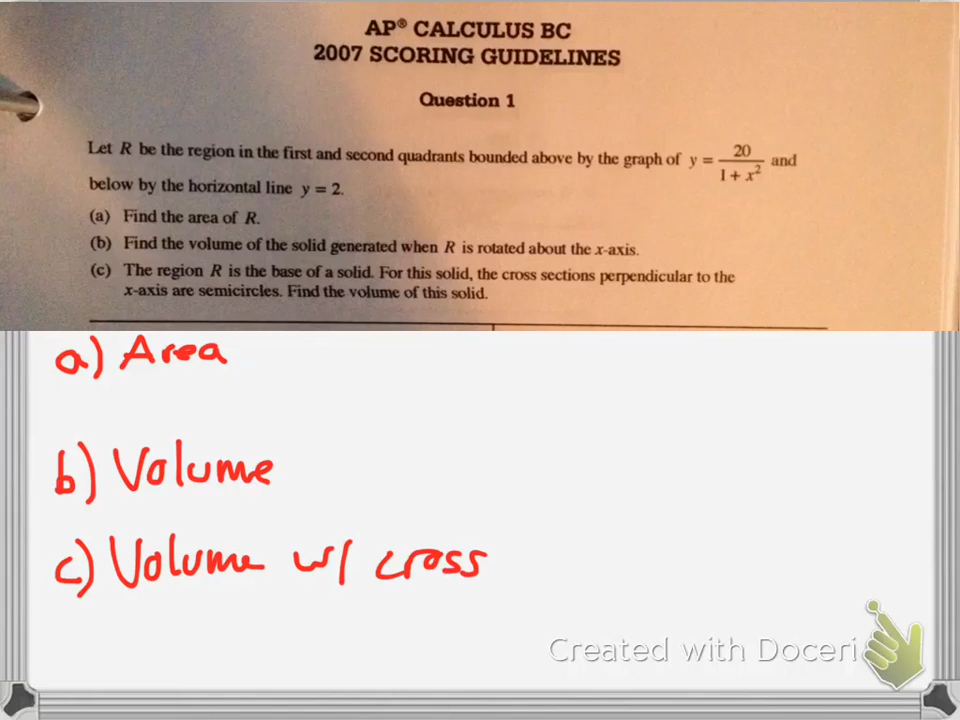 AP® CALCULUS BC
2007 SCORING GUIDELINES
Question 1
Let R be the region in the first and second quadrants bounded above by the graph of y = 20/(1 + x²) and
below by the horizontal line y = 2.
(a) Find the area of R.
(b) Find the volume of the solid generated when R is rotated about the x-axis.
(c) The region R is the base of a solid. For this solid, the cross sections perpendicular to the
x-axis are semicircles. Find the volume of this solid.
a) Area
b) Volume
c) Volume w/ cross
Created with Doceri